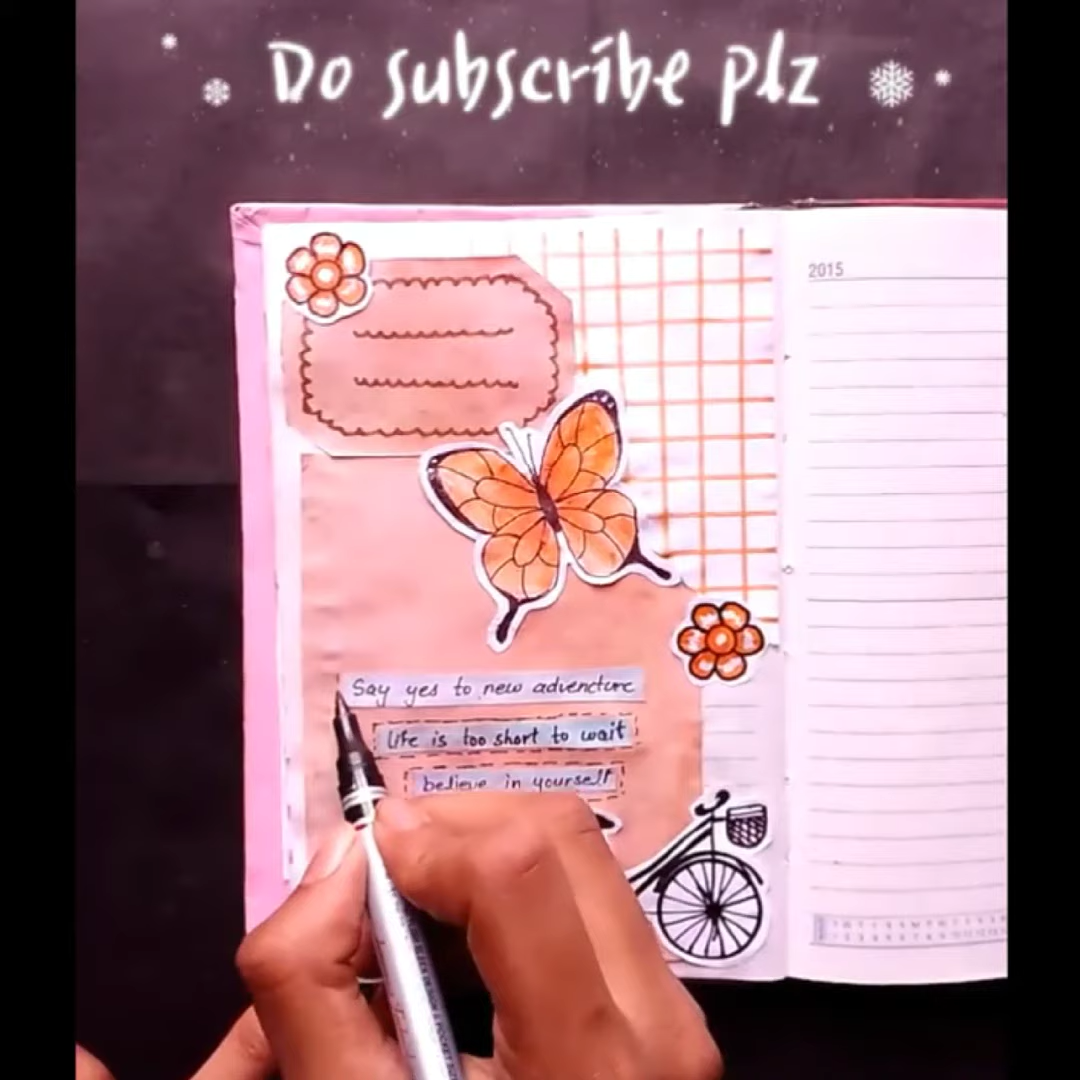 Do subscribe plz
2015
Say yes to new adventure
life is too short to wait
believe in yourself